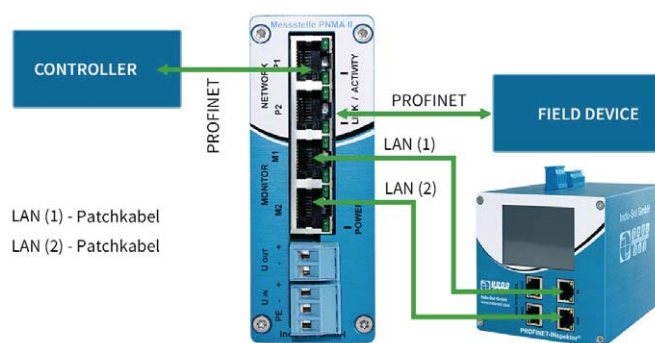 Messstelle PNMA II
CONTROLLER
NETWORK
P1
P2
LINK / ACTIVITY
PROFINET
PROFINET
FIELD DEVICE
LAN (1)
MONITOR
M1
M2
LAN (2)
POWER
LAN (1) - Patchkabel
LAN (2) - Patchkabel
U OUT + -
U IN + -
PE
Indu-Sol GmbH
PROFINET-INspektor®